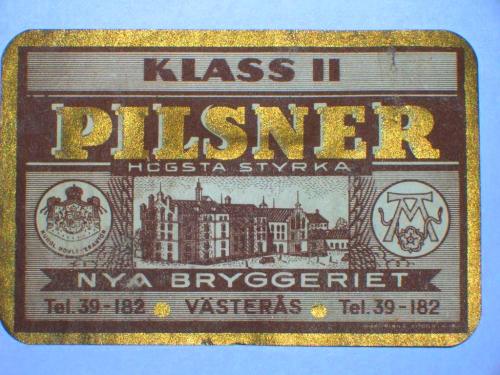 KLASS II
PILSNER
HÖGSTA STYRKA
NYA BRYGGERIET
Tel. 39-182 VÄSTERÅS Tel. 39-182